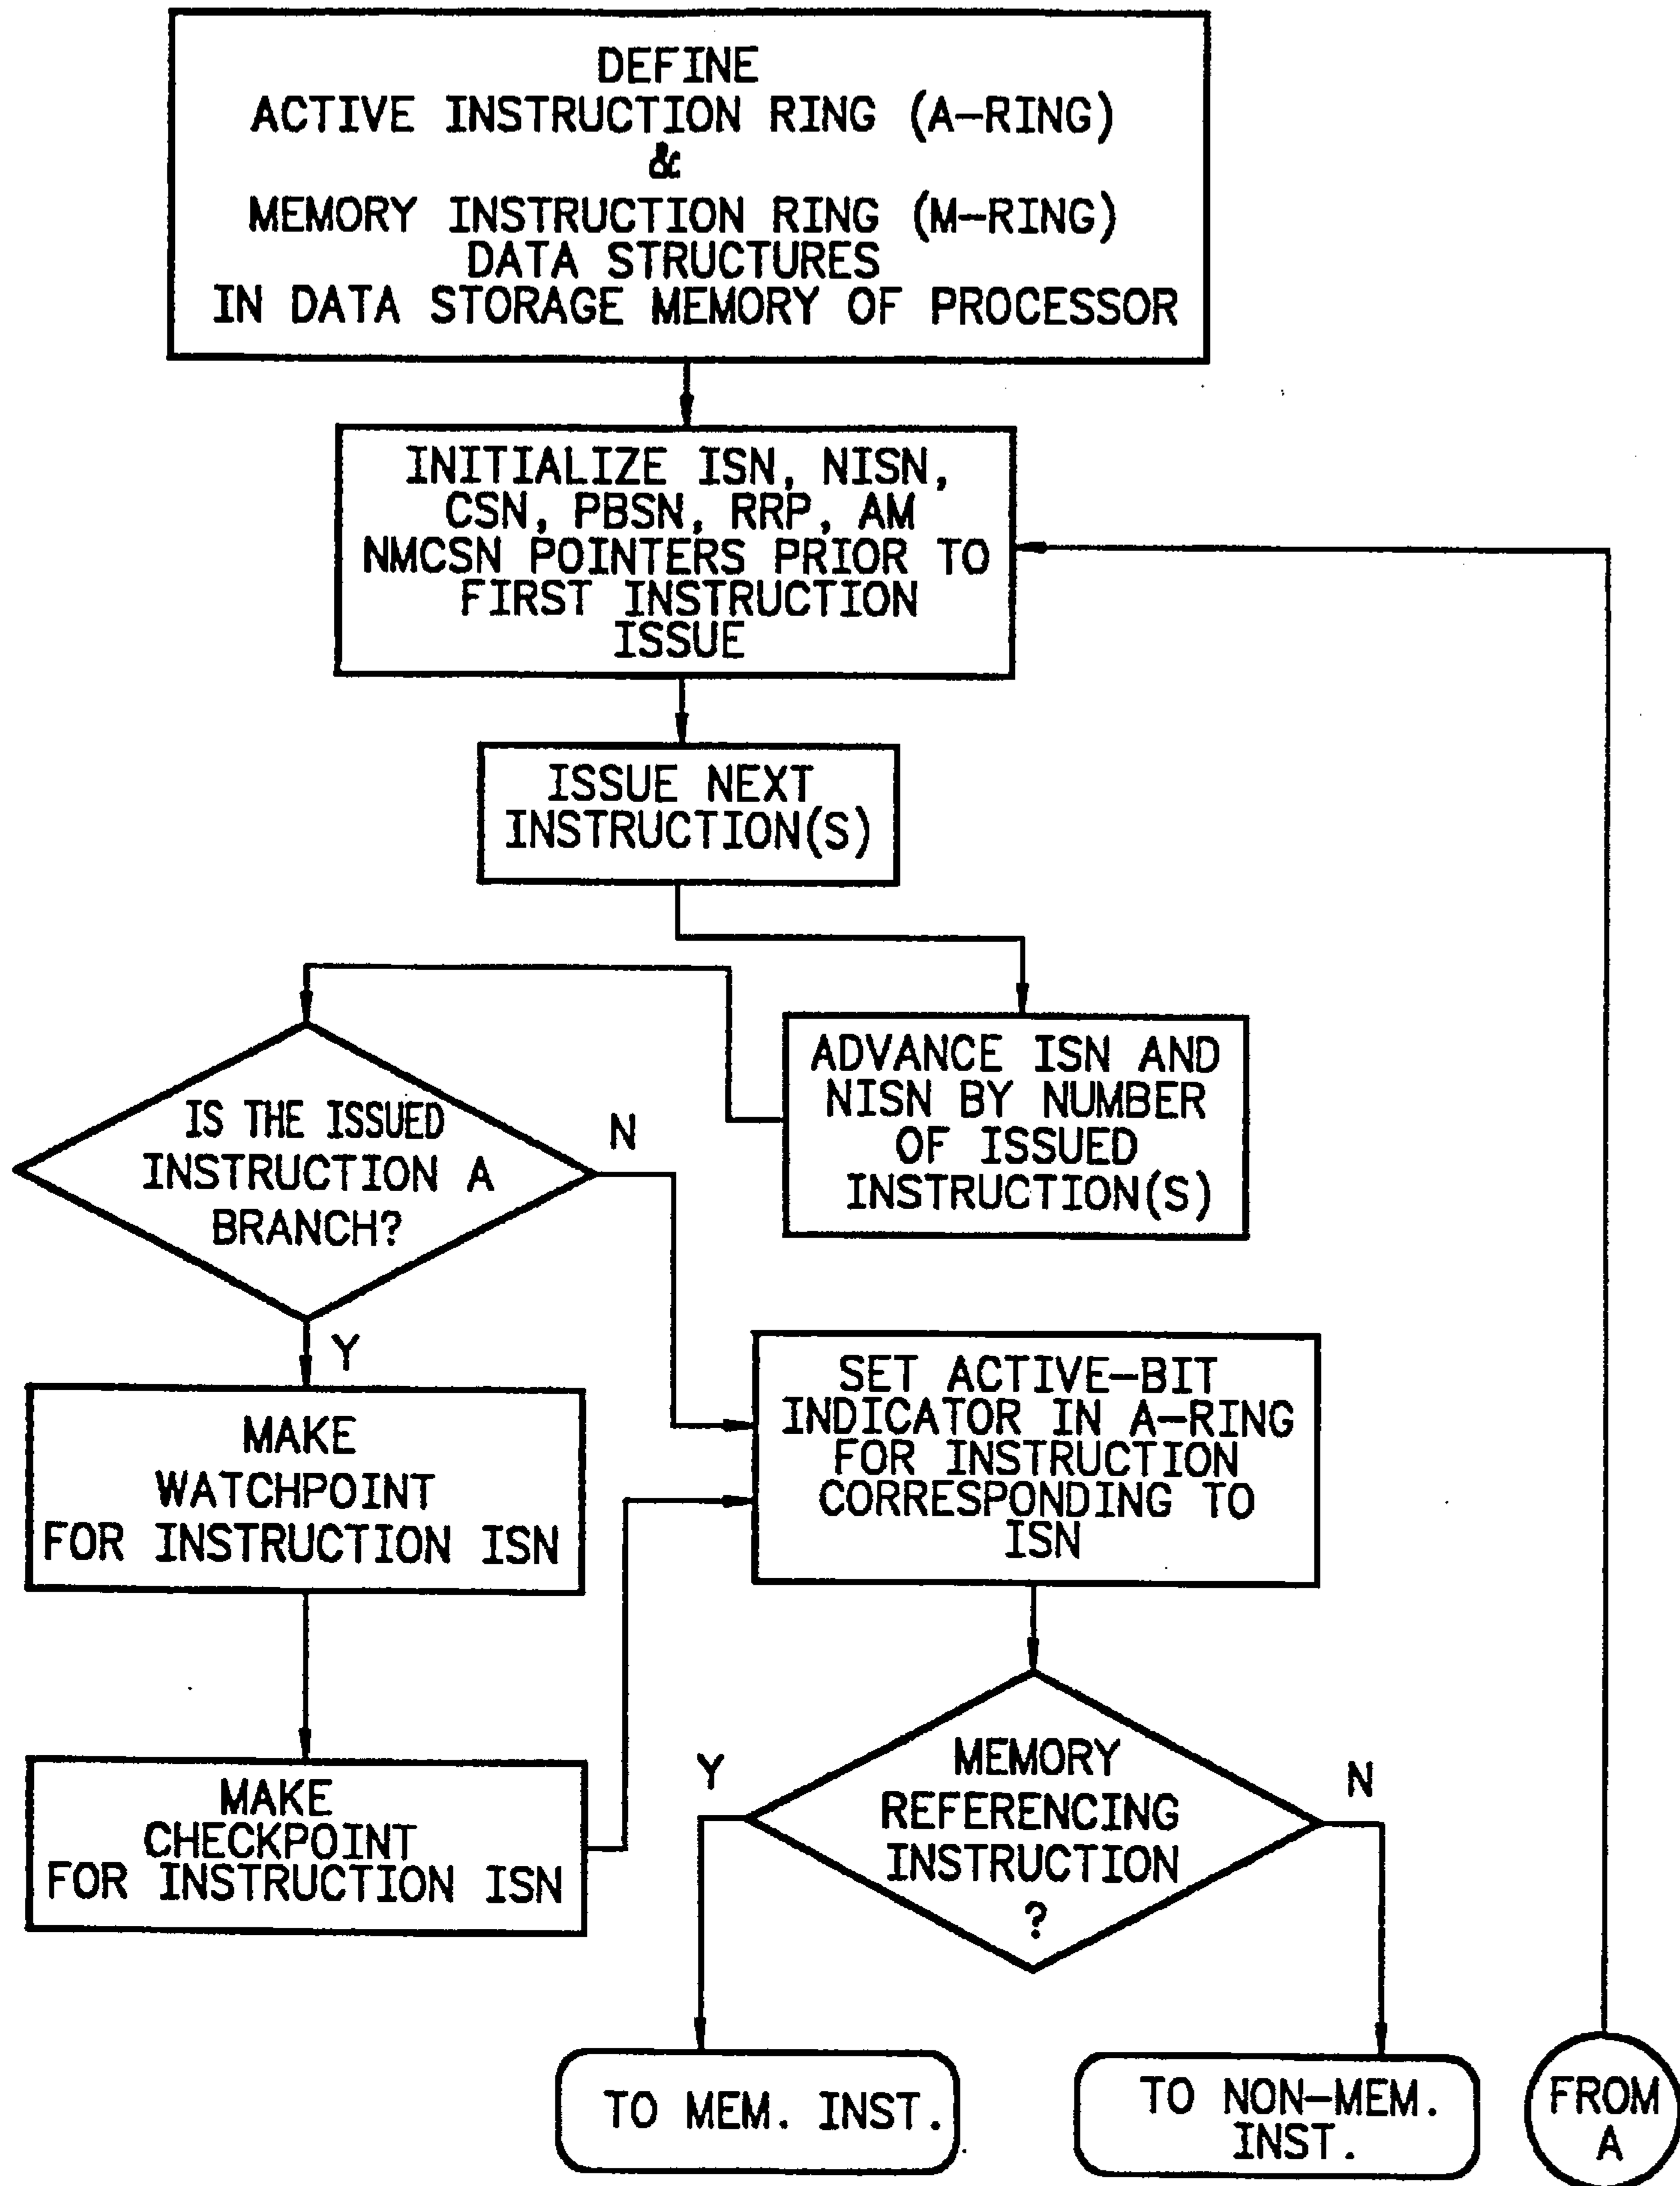 DEFINE
ACTIVE INSTRUCTION RING (A-RING)
&
MEMORY INSTRUCTION RING (M-RING)
DATA STRUCTURES
IN DATA STORAGE MEMORY OF PROCESSOR
INITIALIZE ISN, NISN,
CSN, PBSN, RRP, AM
NMCSN POINTERS PRIOR TO
FIRST INSTRUCTION
ISSUE
ISSUE NEXT
INSTRUCTION(S)
ADVANCE ISN AND
NISN BY NUMBER
OF ISSUED
INSTRUCTION(S)
IS THE ISSUED
INSTRUCTION A
BRANCH?
N
Y
MAKE
WATCHPOINT
FOR INSTRUCTION ISN
SET ACTIVE-BIT
INDICATOR IN A-RING
FOR INSTRUCTION
CORRESPONDING TO
ISN
MAKE
CHECKPOINT
FOR INSTRUCTION ISN
MEMORY
REFERENCING
INSTRUCTION
?
Y
N
TO MEM. INST.
TO NON-MEM.
INST.
FROM
A